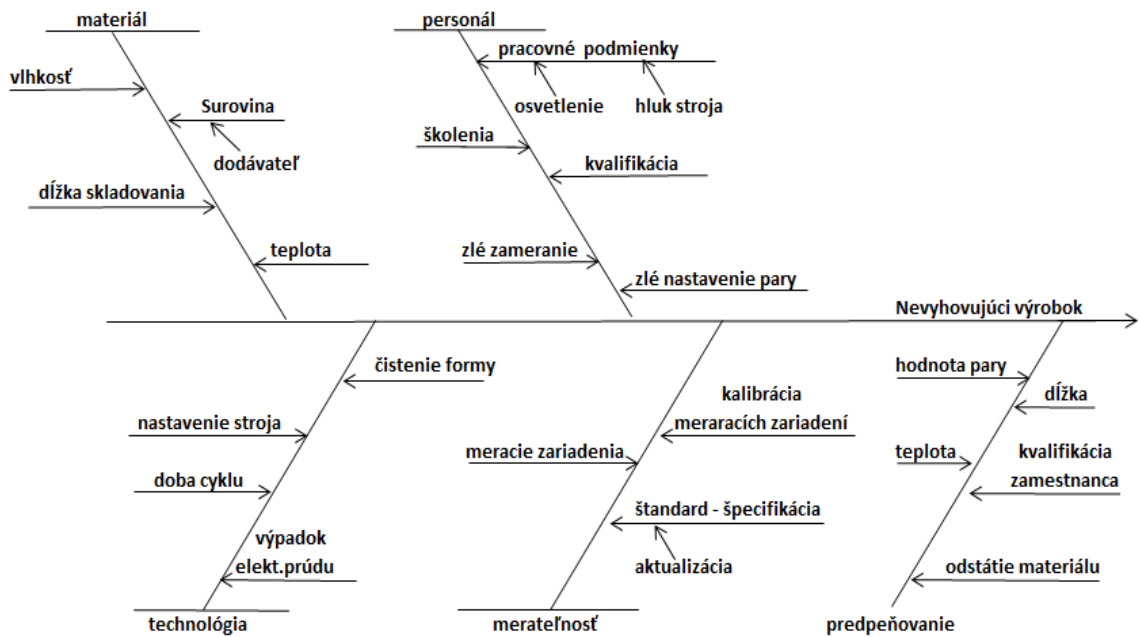 materiál
personál
pracovné podmienky
vlhkosť
osvetlenie
hluk stroja
Surovina
školenia
dodávateľ
kvalifikácia
dĺžka skladovania
teplota
zlé zameranie
zlé nastavenie pary
Nevyhovujúci výrobok
čistenie formy
hodnota pary
kalibrácia
dĺžka
nastavenie stroja
meraracích zariadení
meracie zariadenia
teplota
kvalifikácia
zamestnanca
doba cyklu
štandard - špecifikácia
výpadok
elekt.prúdu
aktualizácia
odstátie materiálu
technológia
merateľnosť
predpeňovanie